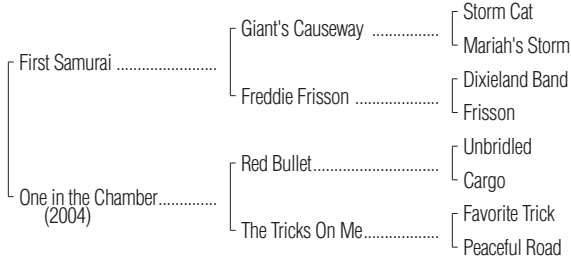 Storm Cat
Giant's Causeway ................
Mariah's Storm
First Samurai ........................
Dixieland Band
Freddie Frisson ....................
Frisson
Unbridled
Red Bullet..............................
Cargo
One in the Chamber..............
(2004)
Favorite Trick
The Tricks On Me..................
Peaceful Road